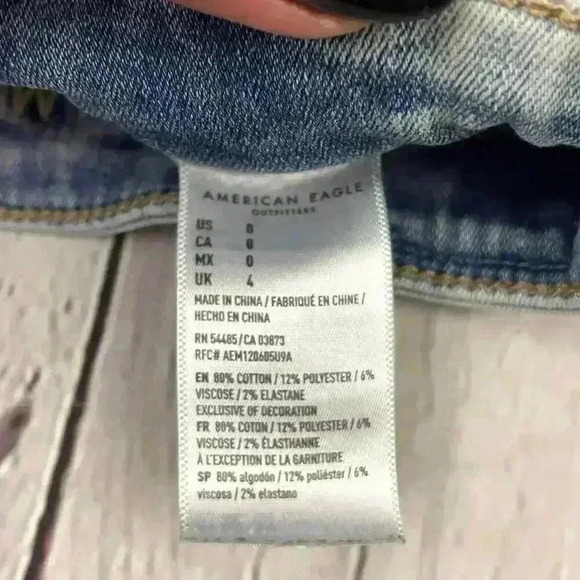 AMERICAN EAGLE
OUTFITTERS
US 0
CA 0
MX 0
UK 4
MADE IN CHINA / FABRIQUÉ EN CHINE /
HECHO EN CHINA
RN 54485 / CA 03873
RFC# AEM120605U9A
EN 80% COTTON / 12% POLYESTER / 6%
VISCOSE / 2% ELASTANE
EXCLUSIVE OF DECORATION
FR 80% COTON / 12% POLYESTER / 6%
VISCOSE / 2% ÉLASTHANNE
À L'EXCEPTION DE LA GARNITURE
SP 80% algodón / 12% poliéster / 6%
viscosa / 2% elastano